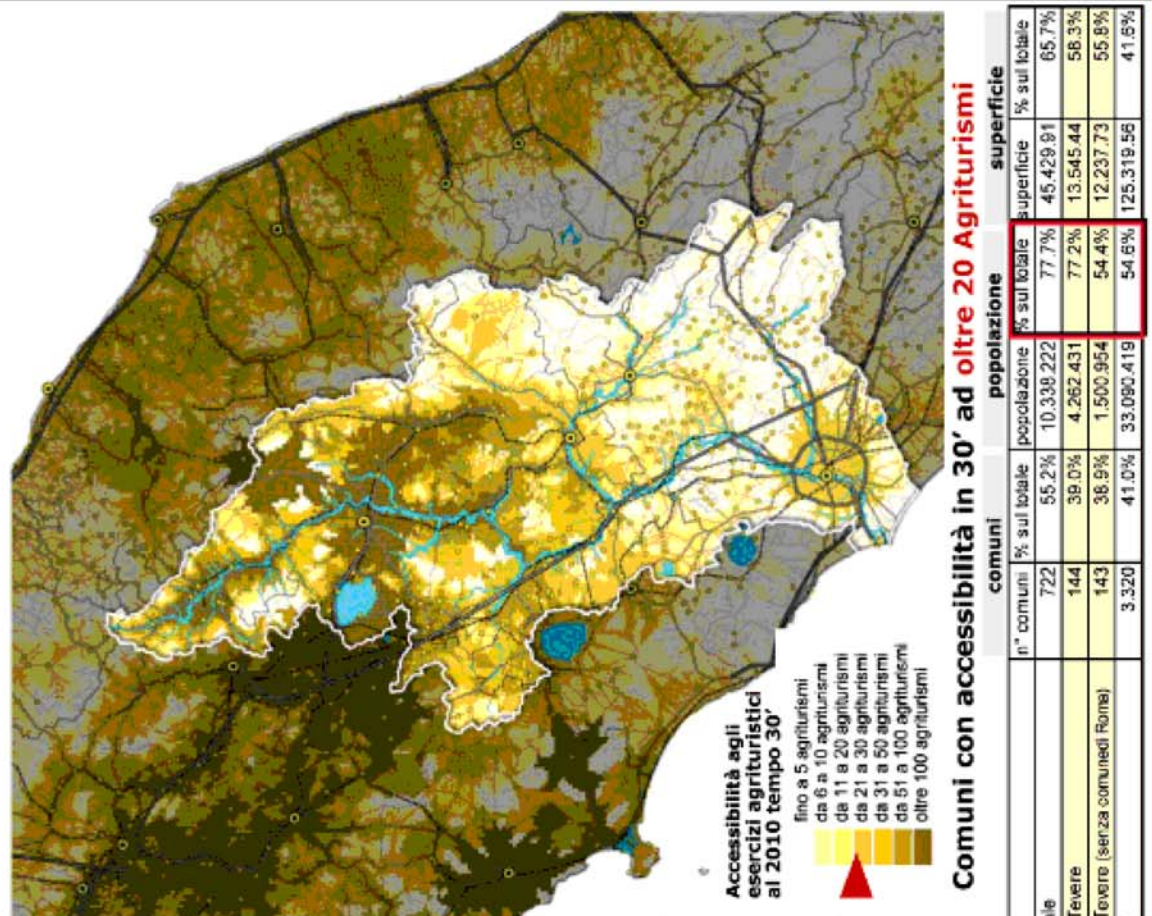 Accessibilità agli
esercizi agrituristici
al 2010 tempo 30'
fino a 5 agriturismi
da 6 a 10 agriturismi
da 11 a 20 agriturismi
da 21 a 30 agriturismi
da 31 a 50 agriturismi
da 51 a 100 agriturismi
oltre 100 agriturismi
Comuni con accessibilità in 30' ad oltre 20 Agriturismi
comuni popolazione superficie
n° comuni % sul totale popolazione % sul totale superficie % sul totale
le 722 55.2% 10.338.222 77.7% 45.429.91 65.7%
Tevere 144 39.0% 4.262.431 77.2% 13.545.44 58.3%
Tevere (senza comunedi Roma) 143 38.9% 1.500.954 54.4% 12.237.73 55.8%
3.320 41.0% 33.090.419 54.6% 125.319.56 41.6%